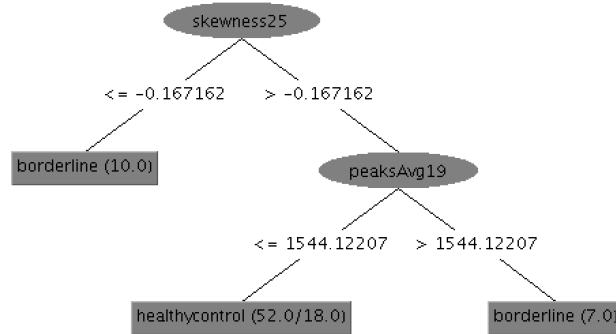 skewness25
<= -0.167162 > -0.167162
borderline (10.0)
peaksAvg19
<= 1544.12207 > 1544.12207
healthycontrol (52.0/18.0)
borderline (7.0)